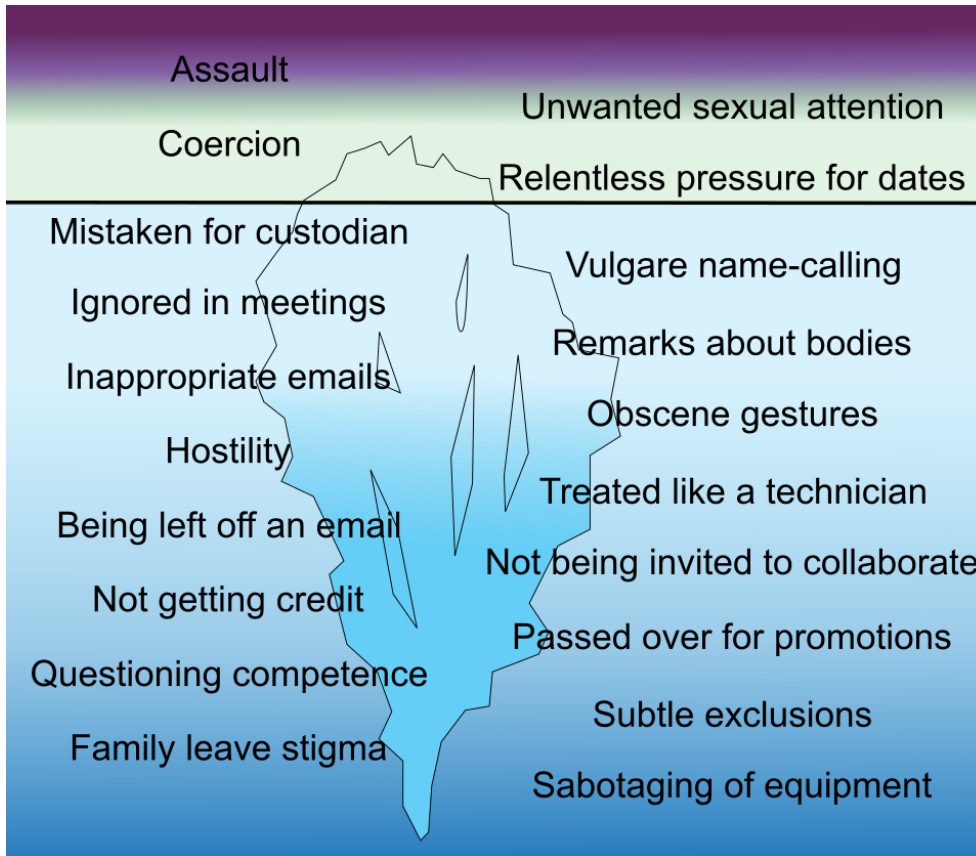 Assault
Unwanted sexual attention
Coercion
Relentless pressure for dates
Mistaken for custodian
Vulgare name-calling
Ignored in meetings
Remarks about bodies
Inappropriate emails
Obscene gestures
Hostility
Treated like a technician
Being left off an email
Not being invited to collaborate
Not getting credit
Passed over for promotions
Questioning competence
Subtle exclusions
Family leave stigma
Sabotaging of equipment